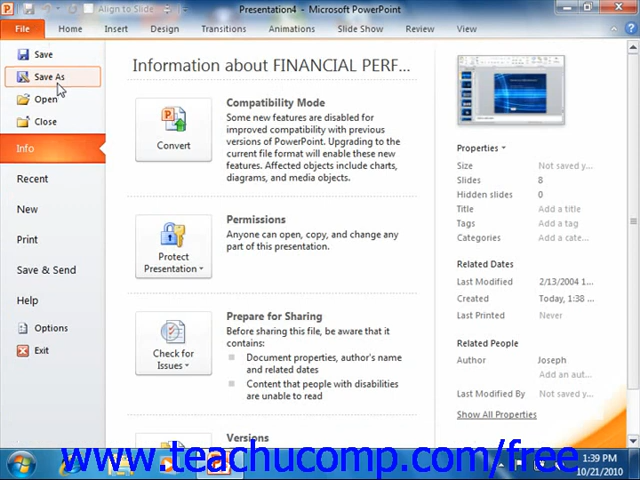 Presentation4 - Microsoft PowerPoint
Align to Slide
File Home Insert Design Transitions Animations Slide Show Review View
Save
Save As
Open
Close
Info
Recent
New
Print
Save & Send
Help
Options
Exit
Information about FINANCIAL PERF...
Convert
Compatibility Mode
Some new features are disabled for
improved compatibility with previous
versions of PowerPoint. Upgrading to the
current file format will enable these new
features. Affected objects include charts,
diagrams, and media objects.
Protect
Presentation
Permissions
Anyone can open, copy, and change any
part of this presentation.
Check for
Issues
Prepare for Sharing
Before sharing this file, be aware that it
contains:
Document properties, author's name
and related dates
Content that people with disabilities
are unable to read
Versions
Properties
Size Not saved y...
Slides 8
Hidden slides 0
Title Add a title
Tags Add a tag
Categories Add a cate...
Related Dates
Last Modified 2/13/2004 1...
Created Today, 1:38 ...
Last Printed Never
Related People
Author Joseph
Add an aut...
Last Modified By Not saved y...
Show All Properties
www.teachucomp.com/free
1:39 PM
10/21/2010